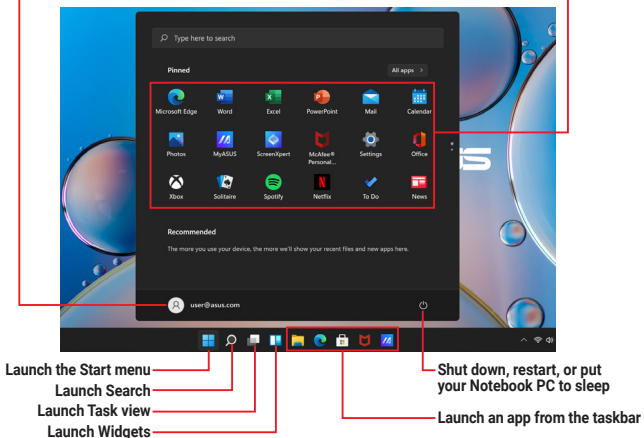 Type here to search
Pinned
All apps >
Microsoft Edge
Word
Excel
PowerPoint
Mail
Calendar
Photos
MyASUS
ScreenXpert
McAfee®
Personal...
Settings
Office
Xbox
Solitaire
Spotify
Netflix
To Do
News
Recommended
The more you use your device, the more we'll show your recent files and new apps here.
user@asus.com
Launch the Start menu
Launch Search
Launch Task view
Launch Widgets
Shut down, restart, or put
your Notebook PC to sleep
Launch an app from the taskbar